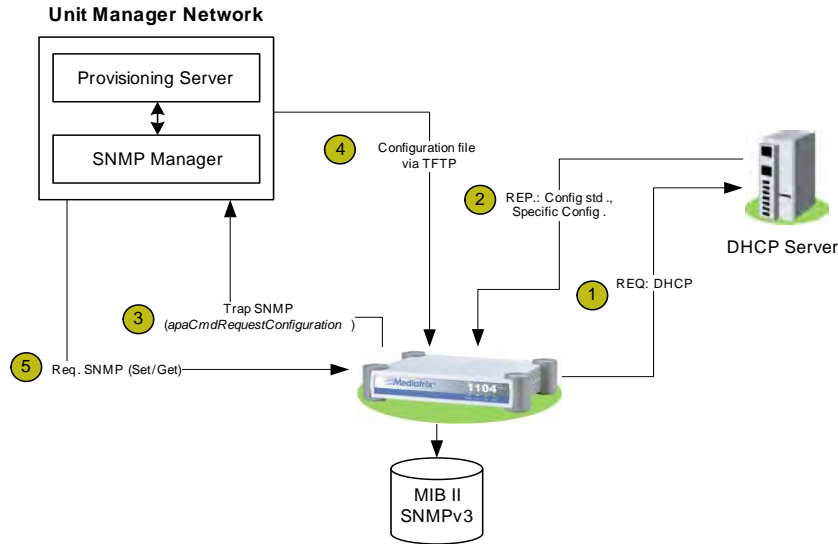 Unit Manager Network
Provisioning Server
SNMP Manager
4
Configuration file
via TFTP
2
REP.: Config std .,
Specific Config .
DHCP Server
1
REQ: DHCP
3
Trap SNMP
(apaCmdRequestConfiguration )
5
Req. SNMP (Set/Get)
Mediatrix
1104
MIB II
SNMPv3